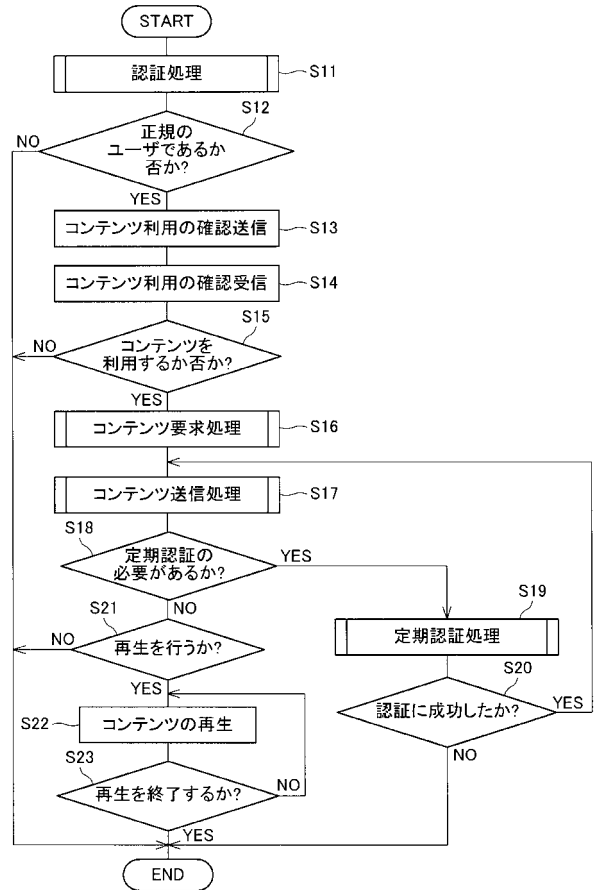 START
認証処理
S11
S12
正規の
ユーザであるか
否か?
NO
YES
コンテンツ利用の確認送信
S13
コンテンツ利用の確認受信
S14
S15
コンテンツを
利用するか否か?
NO
YES
コンテンツ要求処理
S16
コンテンツ送信処理
S17
S18
定期認証の
必要があるか?
YES
NO
S19
定期認証処理
S21
再生を行うか?
NO
YES
S20
認証に成功したか?
YES
NO
S22
コンテンツの再生
S23
再生を終了するか?
NO
YES
END